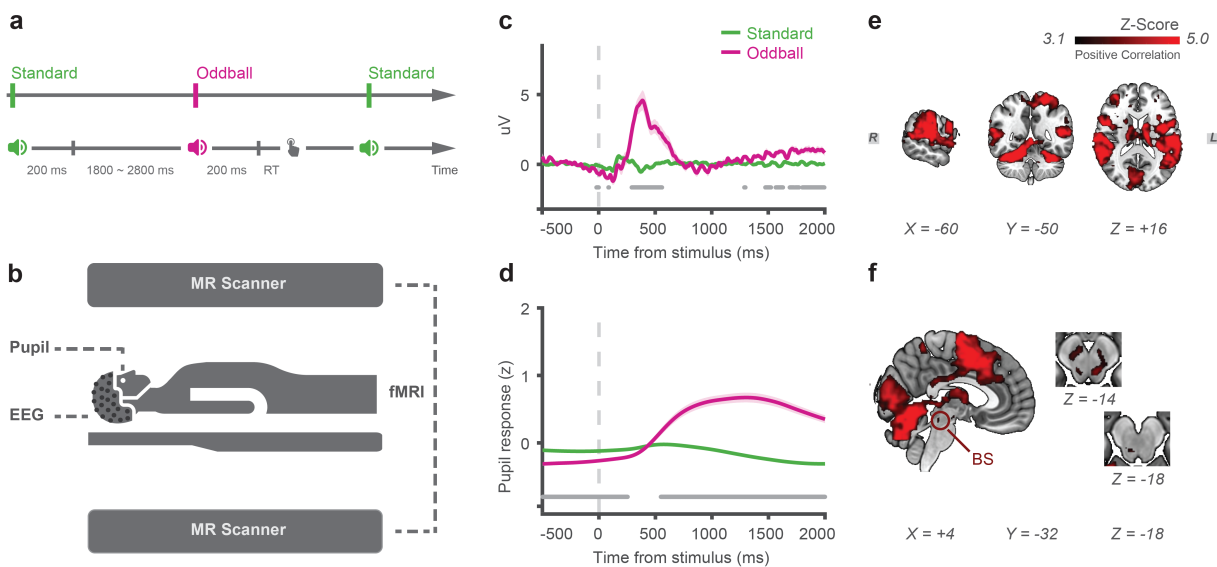 a
Standard
Oddball
Standard
200 ms
1800 ~ 2800 ms
200 ms
RT
Time
b
MR Scanner
Pupil
EEG
fMRI
MR Scanner
c
uV
Standard
Oddball
5
0
-500
0
500
1000
1500
2000
Time from stimulus (ms)
d
Pupil response (z)
2
1
0
-500
0
500
1000
1500
2000
Time from stimulus (ms)
e
Z-Score
3.1
5.0
Positive Correlation
R
L
X = -60
Y = -50
Z = +16
f
Z = -14
BS
Z = -18
X = +4
Y = -32
Z = -18